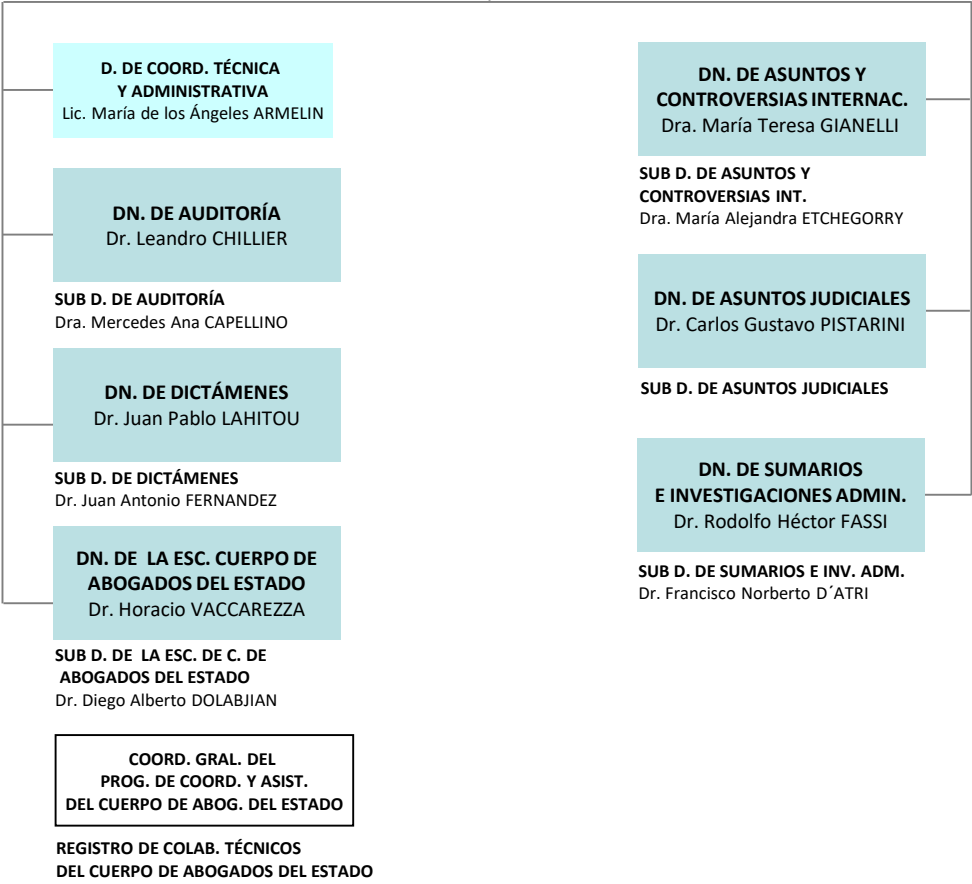 D. DE COORD. TÉCNICA
Y ADMINISTRATIVA
Lic. María de los Ángeles ARMELIN
DN. DE AUDITORÍA
Dr. Leandro CHILLIER
SUB D. DE AUDITORÍA
Dra. Mercedes Ana CAPELLINO
DN. DE DICTÁMENES
Dr. Juan Pablo LAHITOU
SUB D. DE DICTÁMENES
Dr. Juan Antonio FERNANDEZ
DN. DE LA ESC. CUERPO DE
ABOGADOS DEL ESTADO
Dr. Horacio VACCAREZZA
SUB D. DE LA ESC. DE C. DE
ABOGADOS DEL ESTADO
Dr. Diego Alberto DOLABJIAN
COORD. GRAL. DEL
PROG. DE COORD. Y ASIST.
DEL CUERPO DE ABOG. DEL ESTADO
REGISTRO DE COLAB. TÉCNICOS
DEL CUERPO DE ABOGADOS DEL ESTADO
DN. DE ASUNTOS Y
CONTROVERSIAS INTERNAC.
Dra. María Teresa GIANELLI
SUB D. DE ASUNTOS Y
CONTROVERSIAS INT.
Dra. María Alejandra ETCHEGORRY
DN. DE ASUNTOS JUDICIALES
Dr. Carlos Gustavo PISTARINI
SUB D. DE ASUNTOS JUDICIALES
DN. DE SUMARIOS
E INVESTIGACIONES ADMIN.
Dr. Rodolfo Héctor FASSI
SUB D. DE SUMARIOS E INV. ADM.
Dr. Francisco Norberto D´ATRI